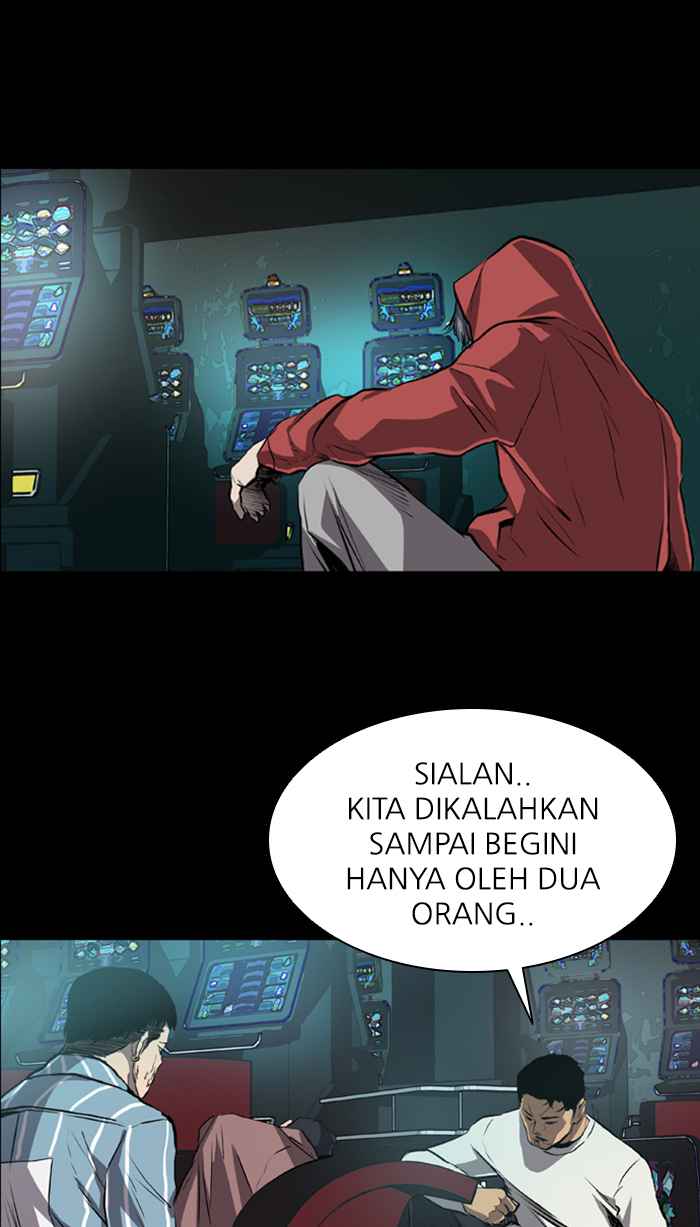 SIALAN..
KITA DIKALAHKAN
SAMPAI BEGINI
HANYA OLEH DUA
ORANG..